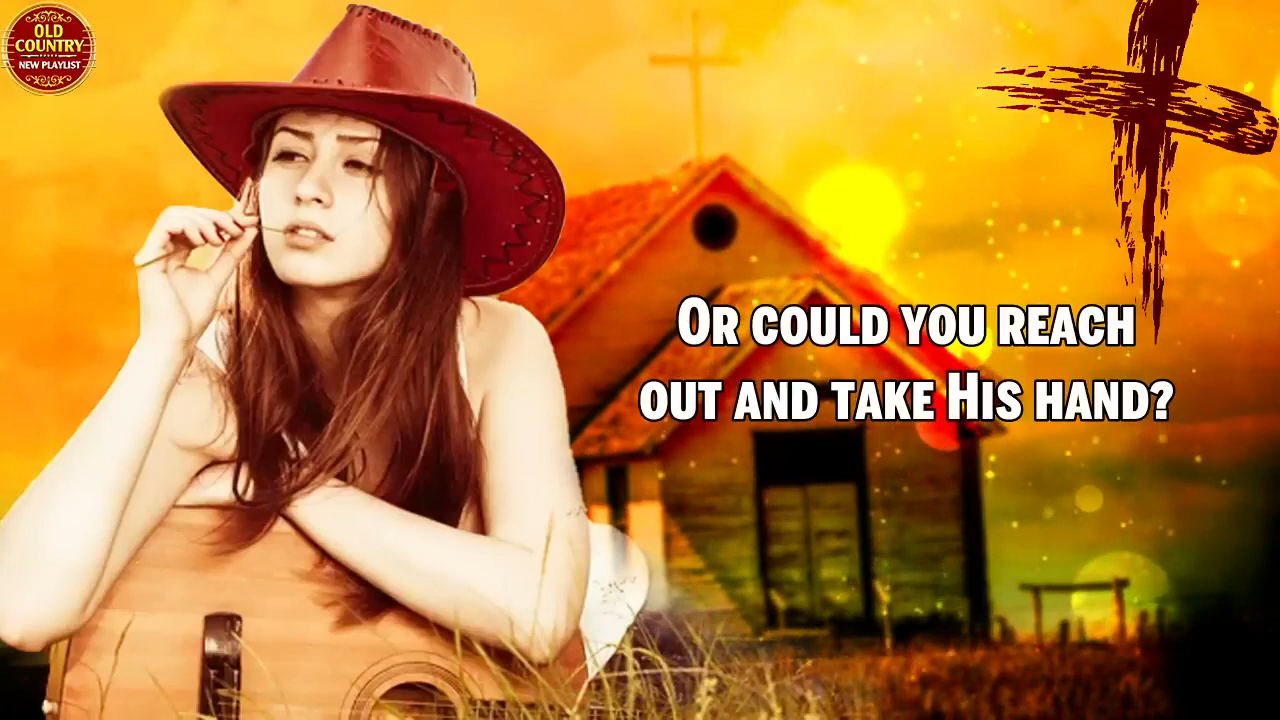 OLD
COUNTRY
NEW PLAYLIST
OR COULD YOU REACH
OUT AND TAKE HIS HAND?